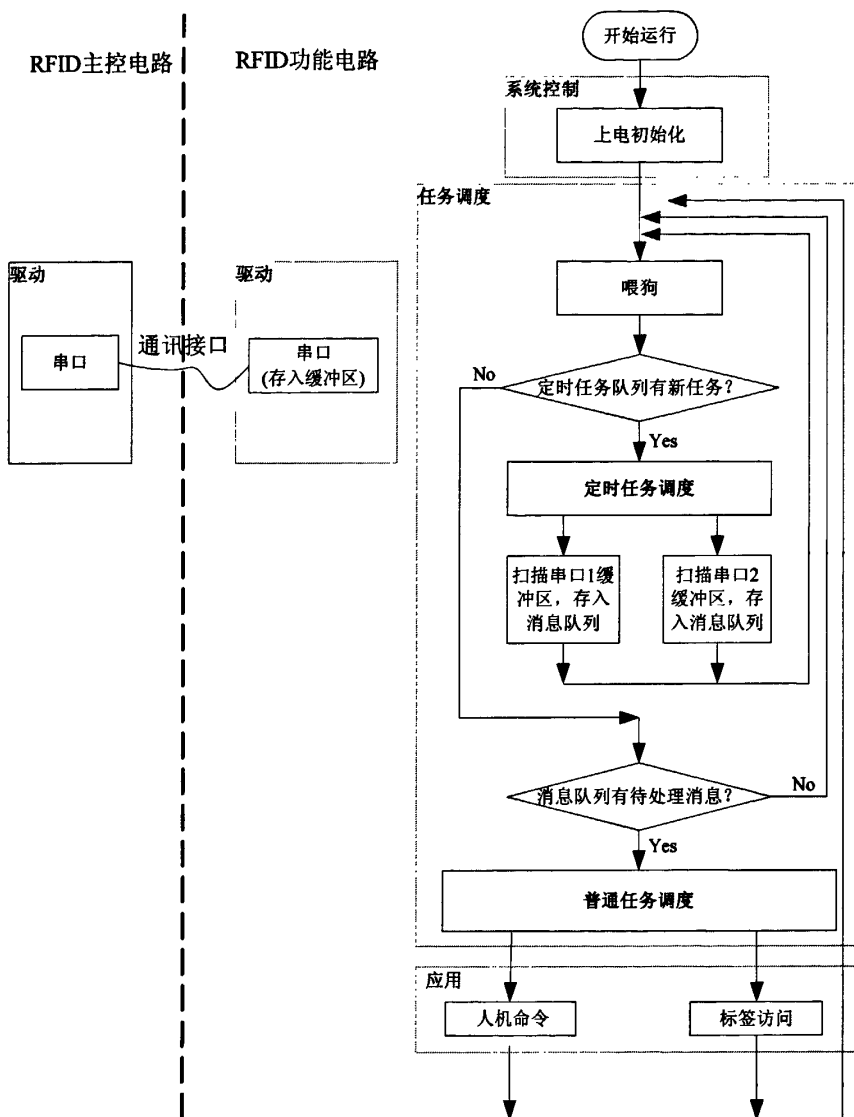 开始运行
RFID主控电路
RFID功能电路
系统控制
上电初始化
任务调度
驱动
驱动
喂狗
通讯接口
串口
串口
(存入缓冲区)
No
定时任务队列有新任务?
Yes
定时任务调度
扫描串口1缓
冲区，存入
消息队列
扫描串口2
缓冲区，存
入消息队列
消息队列有待处理消息?
No
Yes
普通任务调度
应用
人机命令
标签访问